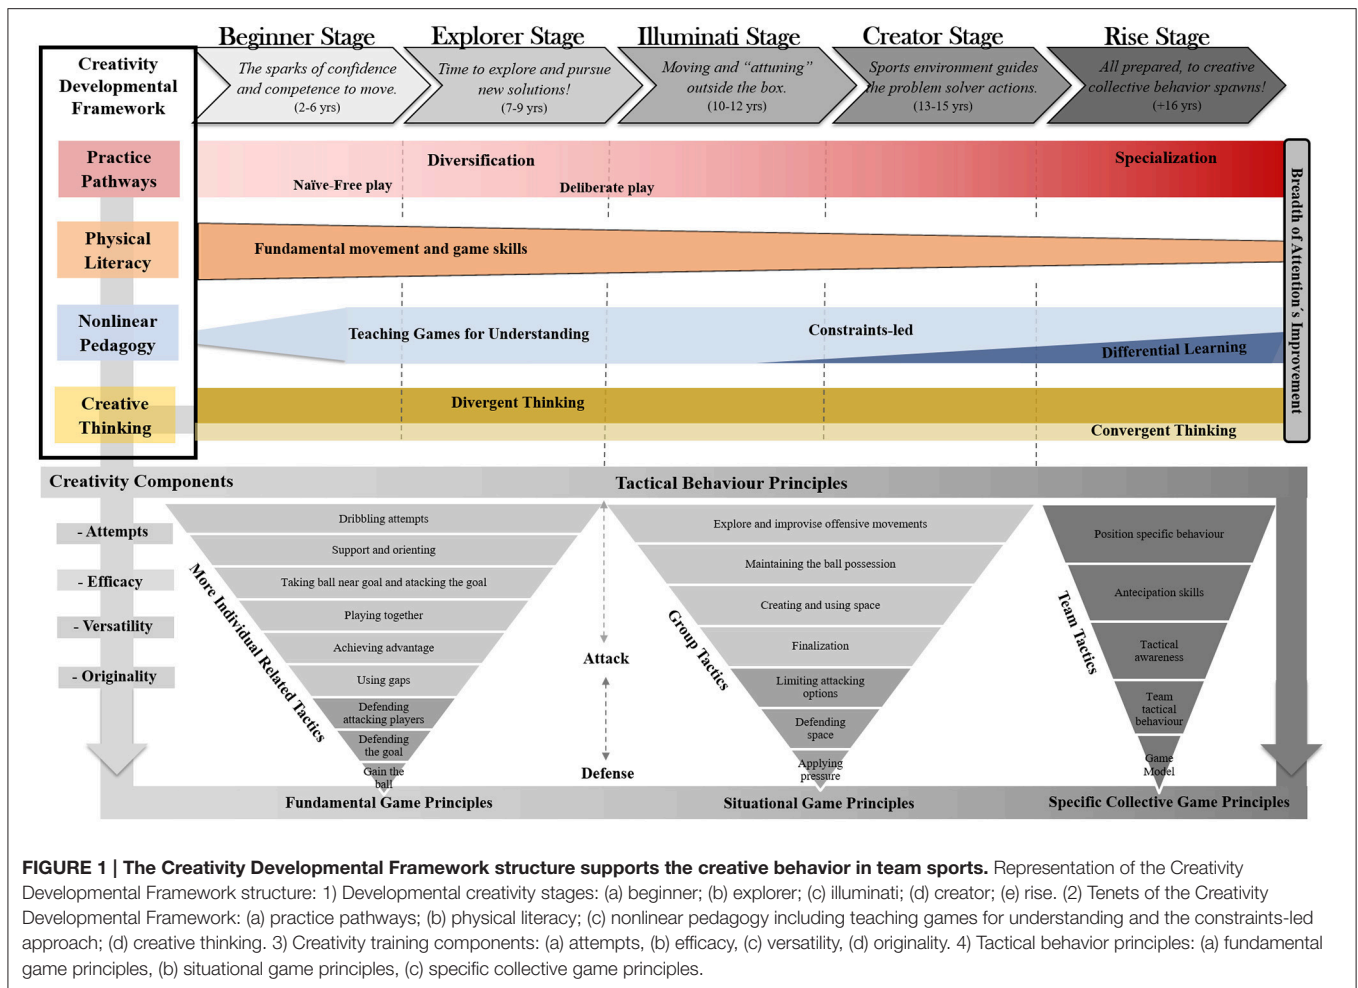 Beginner Stage
Explorer Stage
Illuminati Stage
Creator Stage
Rise Stage
Creativity
Developmental
Framework
The sparks of confidence
and competence to move.
(2-6 yrs)
Time to explore and pursue
new solutions!
(7-9 yrs)
Moving and “attuning”
outside the box.
(10-12 yrs)
Sports environment guides
the problem solver actions.
(13-15 yrs)
All prepared, to creative
collective behavior spawns!
(+16 yrs)
Practice
Pathways
Diversification
Specialization
Naïve-Free play
Deliberate play
Physical
Literacy
Fundamental movement and game skills
Nonlinear
Pedagogy
Teaching Games for Understanding
Constraints-led
Differential Learning
Creative
Thinking
Divergent Thinking
Convergent Thinking
Breadth of Attention´s Improvement
Creativity Components
Tactical Behaviour Principles
- Attempts
- Efficacy
- Versatility
- Originality
More Individual Related Tactics
Dribbling attempts
Support and orienting
Taking ball near goal and atacking the goal
Playing together
Achieving advantage
Using gaps
Defending
attacking players
Defending
the goal
Gain the
ball
Attack
Defense
Group Tactics
Explore and improvise offensive movements
Maintaining the ball possession
Creating and using space
Finalization
Limiting attacking
options
Defending
space
Applying
pressure
Team Tactics
Position specific behaviour
Antecipation skills
Tactical
awareness
Team
tactical
behaviour
Game
Model
Fundamental Game Principles
Situational Game Principles
Specific Collective Game Principles
FIGURE 1 | The Creativity Developmental Framework structure supports the creative behavior in team sports. Representation of the Creativity
Developmental Framework structure: 1) Developmental creativity stages: (a) beginner; (b) explorer; (c) illuminati; (d) creator; (e) rise. (2) Tenets of the Creativity
Developmental Framework: (a) practice pathways; (b) physical literacy; (c) nonlinear pedagogy including teaching games for understanding and the constraints-led
approach; (d) creative thinking. 3) Creativity training components: (a) attempts, (b) efficacy, (c) versatility, (d) originality. 4) Tactical behavior principles: (a) fundamental
game principles, (b) situational game principles, (c) specific collective game principles.